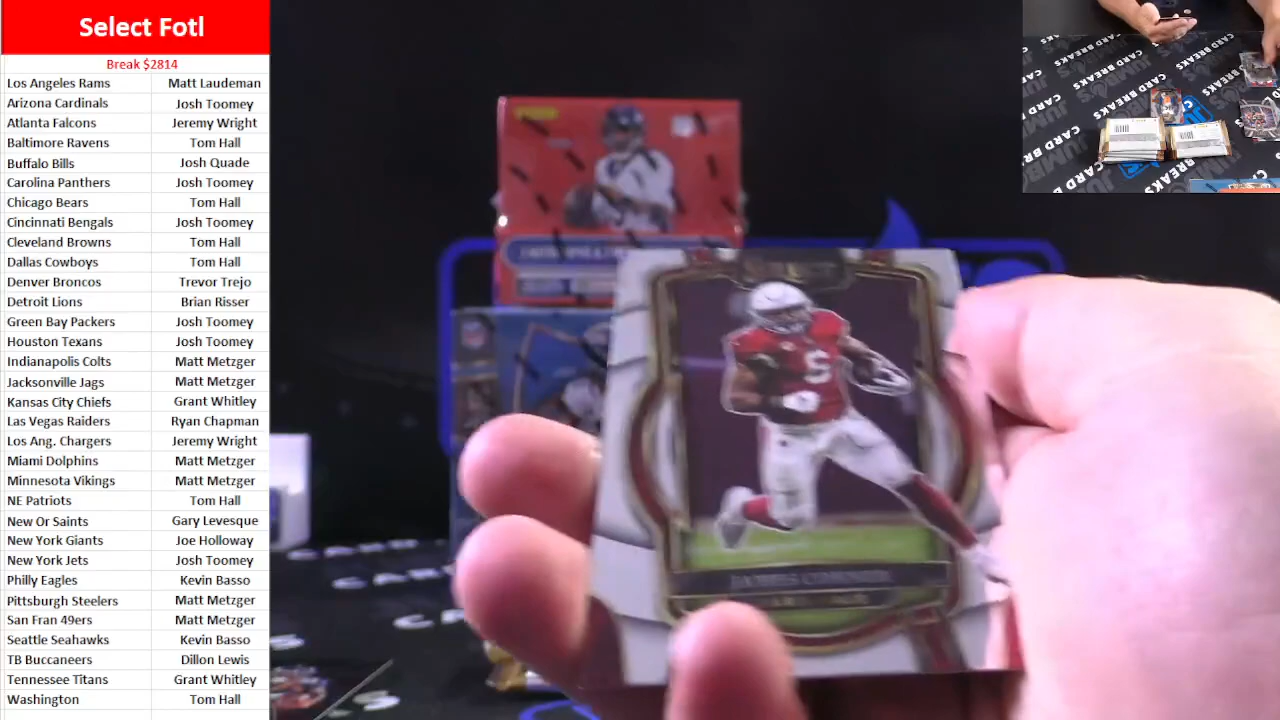 Select Fotl
Break $2814
Los Angeles Rams Matt Laudeman
Arizona Cardinals Josh Toomey
Atlanta Falcons Jeremy Wright
Baltimore Ravens Tom Hall
Buffalo Bills Josh Quade
Carolina Panthers Josh Toomey
Chicago Bears Tom Hall
Cincinnati Bengals Josh Toomey
Cleveland Browns Tom Hall
Dallas Cowboys Tom Hall
Denver Broncos Trevor Trejo
Detroit Lions Brian Risser
Green Bay Packers Josh Toomey
Houston Texans Josh Toomey
Indianapolis Colts Matt Metzger
Jacksonville Jags Matt Metzger
Kansas City Chiefs Grant Whitley
Las Vegas Raiders Ryan Chapman
Los Ang. Chargers Jeremy Wright
Miami Dolphins Matt Metzger
Minnesota Vikings Matt Metzger
NE Patriots Tom Hall
New Or Saints Gary Levesque
New York Giants Joe Holloway
New York Jets Josh Toomey
Philly Eagles Kevin Basso
Pittsburgh Steelers Matt Metzger
San Fran 49ers Matt Metzger
Seattle Seahawks Kevin Basso
TB Buccaneers Dillon Lewis
Tennessee Titans Grant Whitley
Washington Tom Hall
CARD BREAKS
JUMBOS
CARD BREAKS